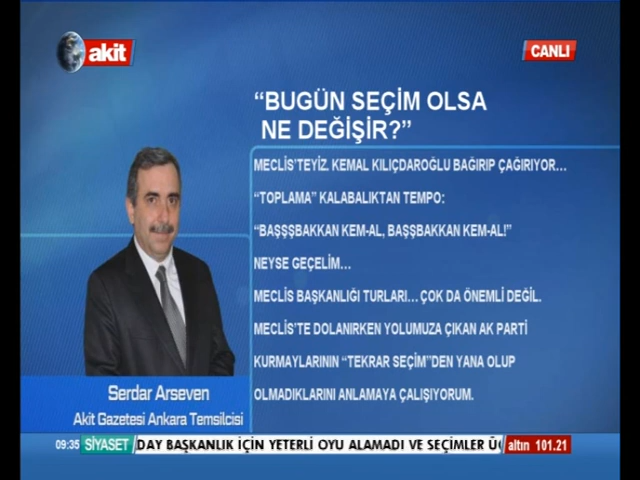 akit
CANLI
“BUGÜN SEÇİM OLSA
NE DEĞİŞİR?”
MECLİS’TEYİZ. KEMAL KILIÇDAROĞLU BAĞIRIP ÇAĞIRIYOR...
“TOPLAMA” KALABALIKTAN TEMPO:
“BAŞŞŞBAKKAN KEM-AL, BAŞŞBAKKAN KEM-AL!”
NEYSE GEÇELİM...
MECLİS BAŞKANLIĞI TURLARI... ÇOK DA ÖNEMLİ DEĞİL.
MECLİS’TE DOLANIRKEN YOLUMUZA ÇIKAN AK PARTİ
KURMAYLARININ “TEKRAR SEÇİM”DEN YANA OLUP
OLMADIKLARINI ANLAMAYA ÇALIŞIYORUM.
Serdar Arseven
Akit Gazetesi Ankara Temsilcisi
09:35 SİYASET DAY BAŞKANLIK İÇİN YETERLİ OYU ALAMADI VE SEÇİMLER altın 101.21